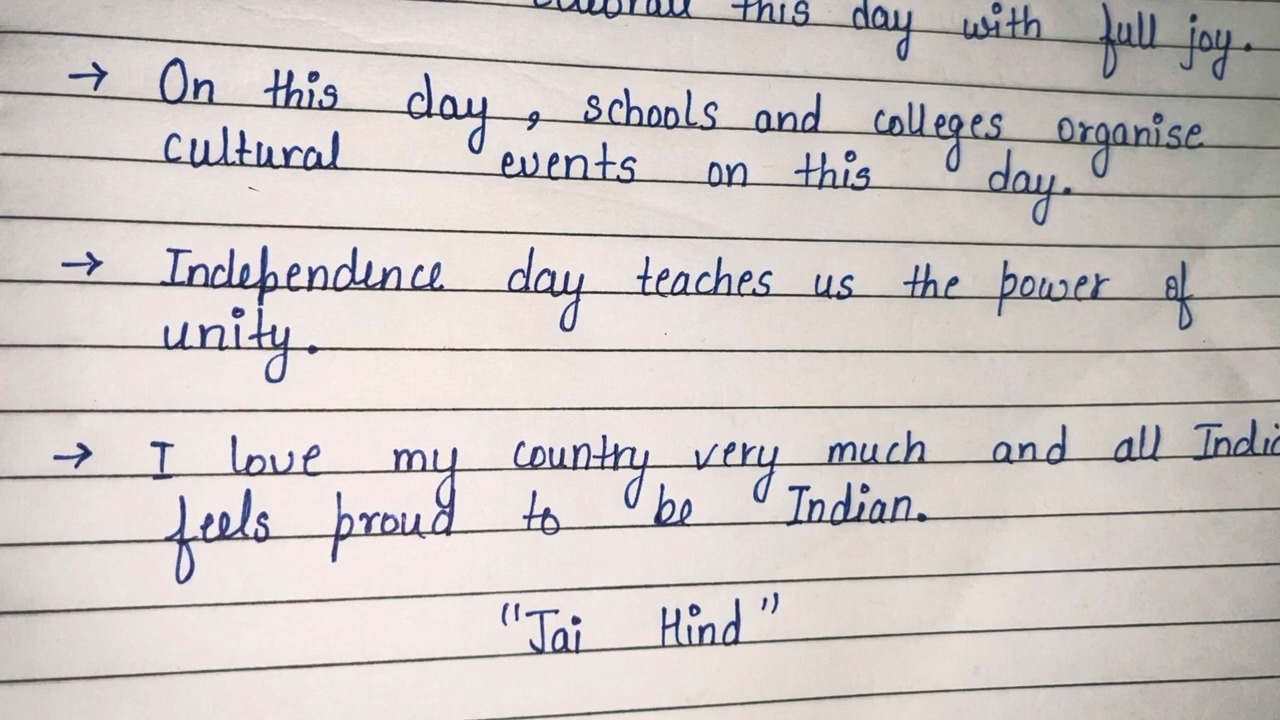 this day with full joy.
→ On this day, schools and colleges organise
cultural events on this day.
→ Independence day teaches us the power of
unity.
→ I love my country very much and all
feels proud to be Indian.
"Jai Hind"